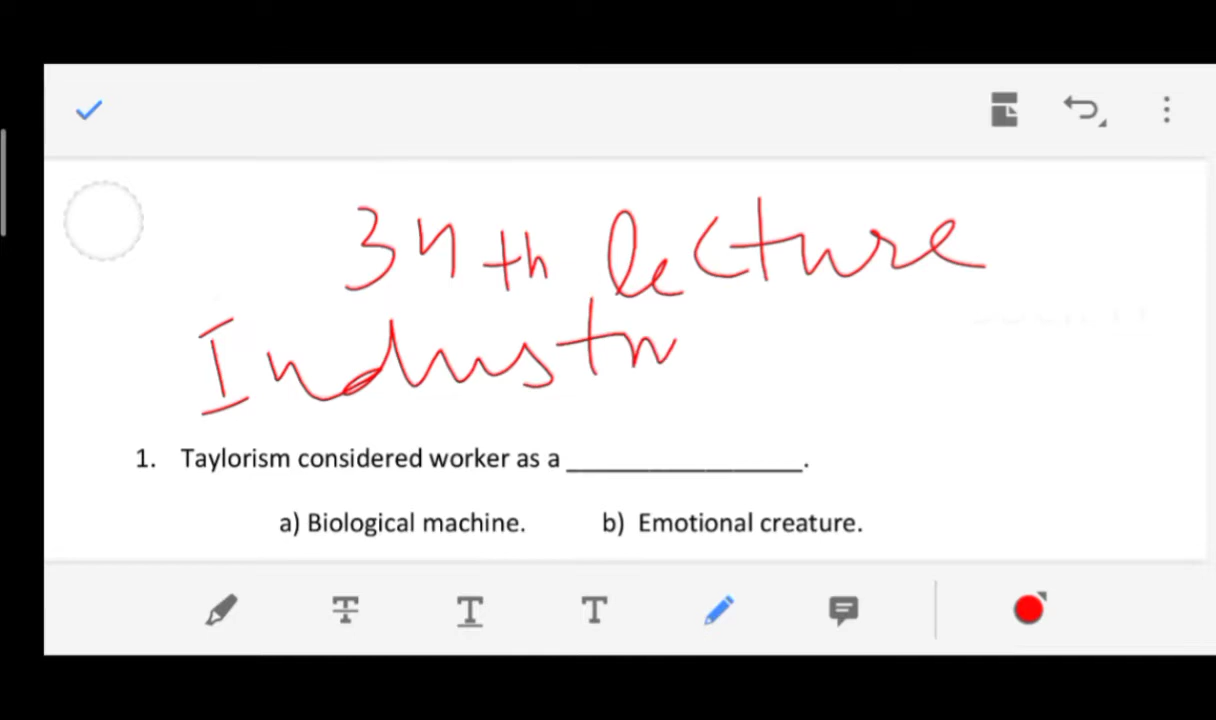 34th lecture
Industr
1. Taylorism considered worker as a ________________.
a) Biological machine. b) Emotional creature.